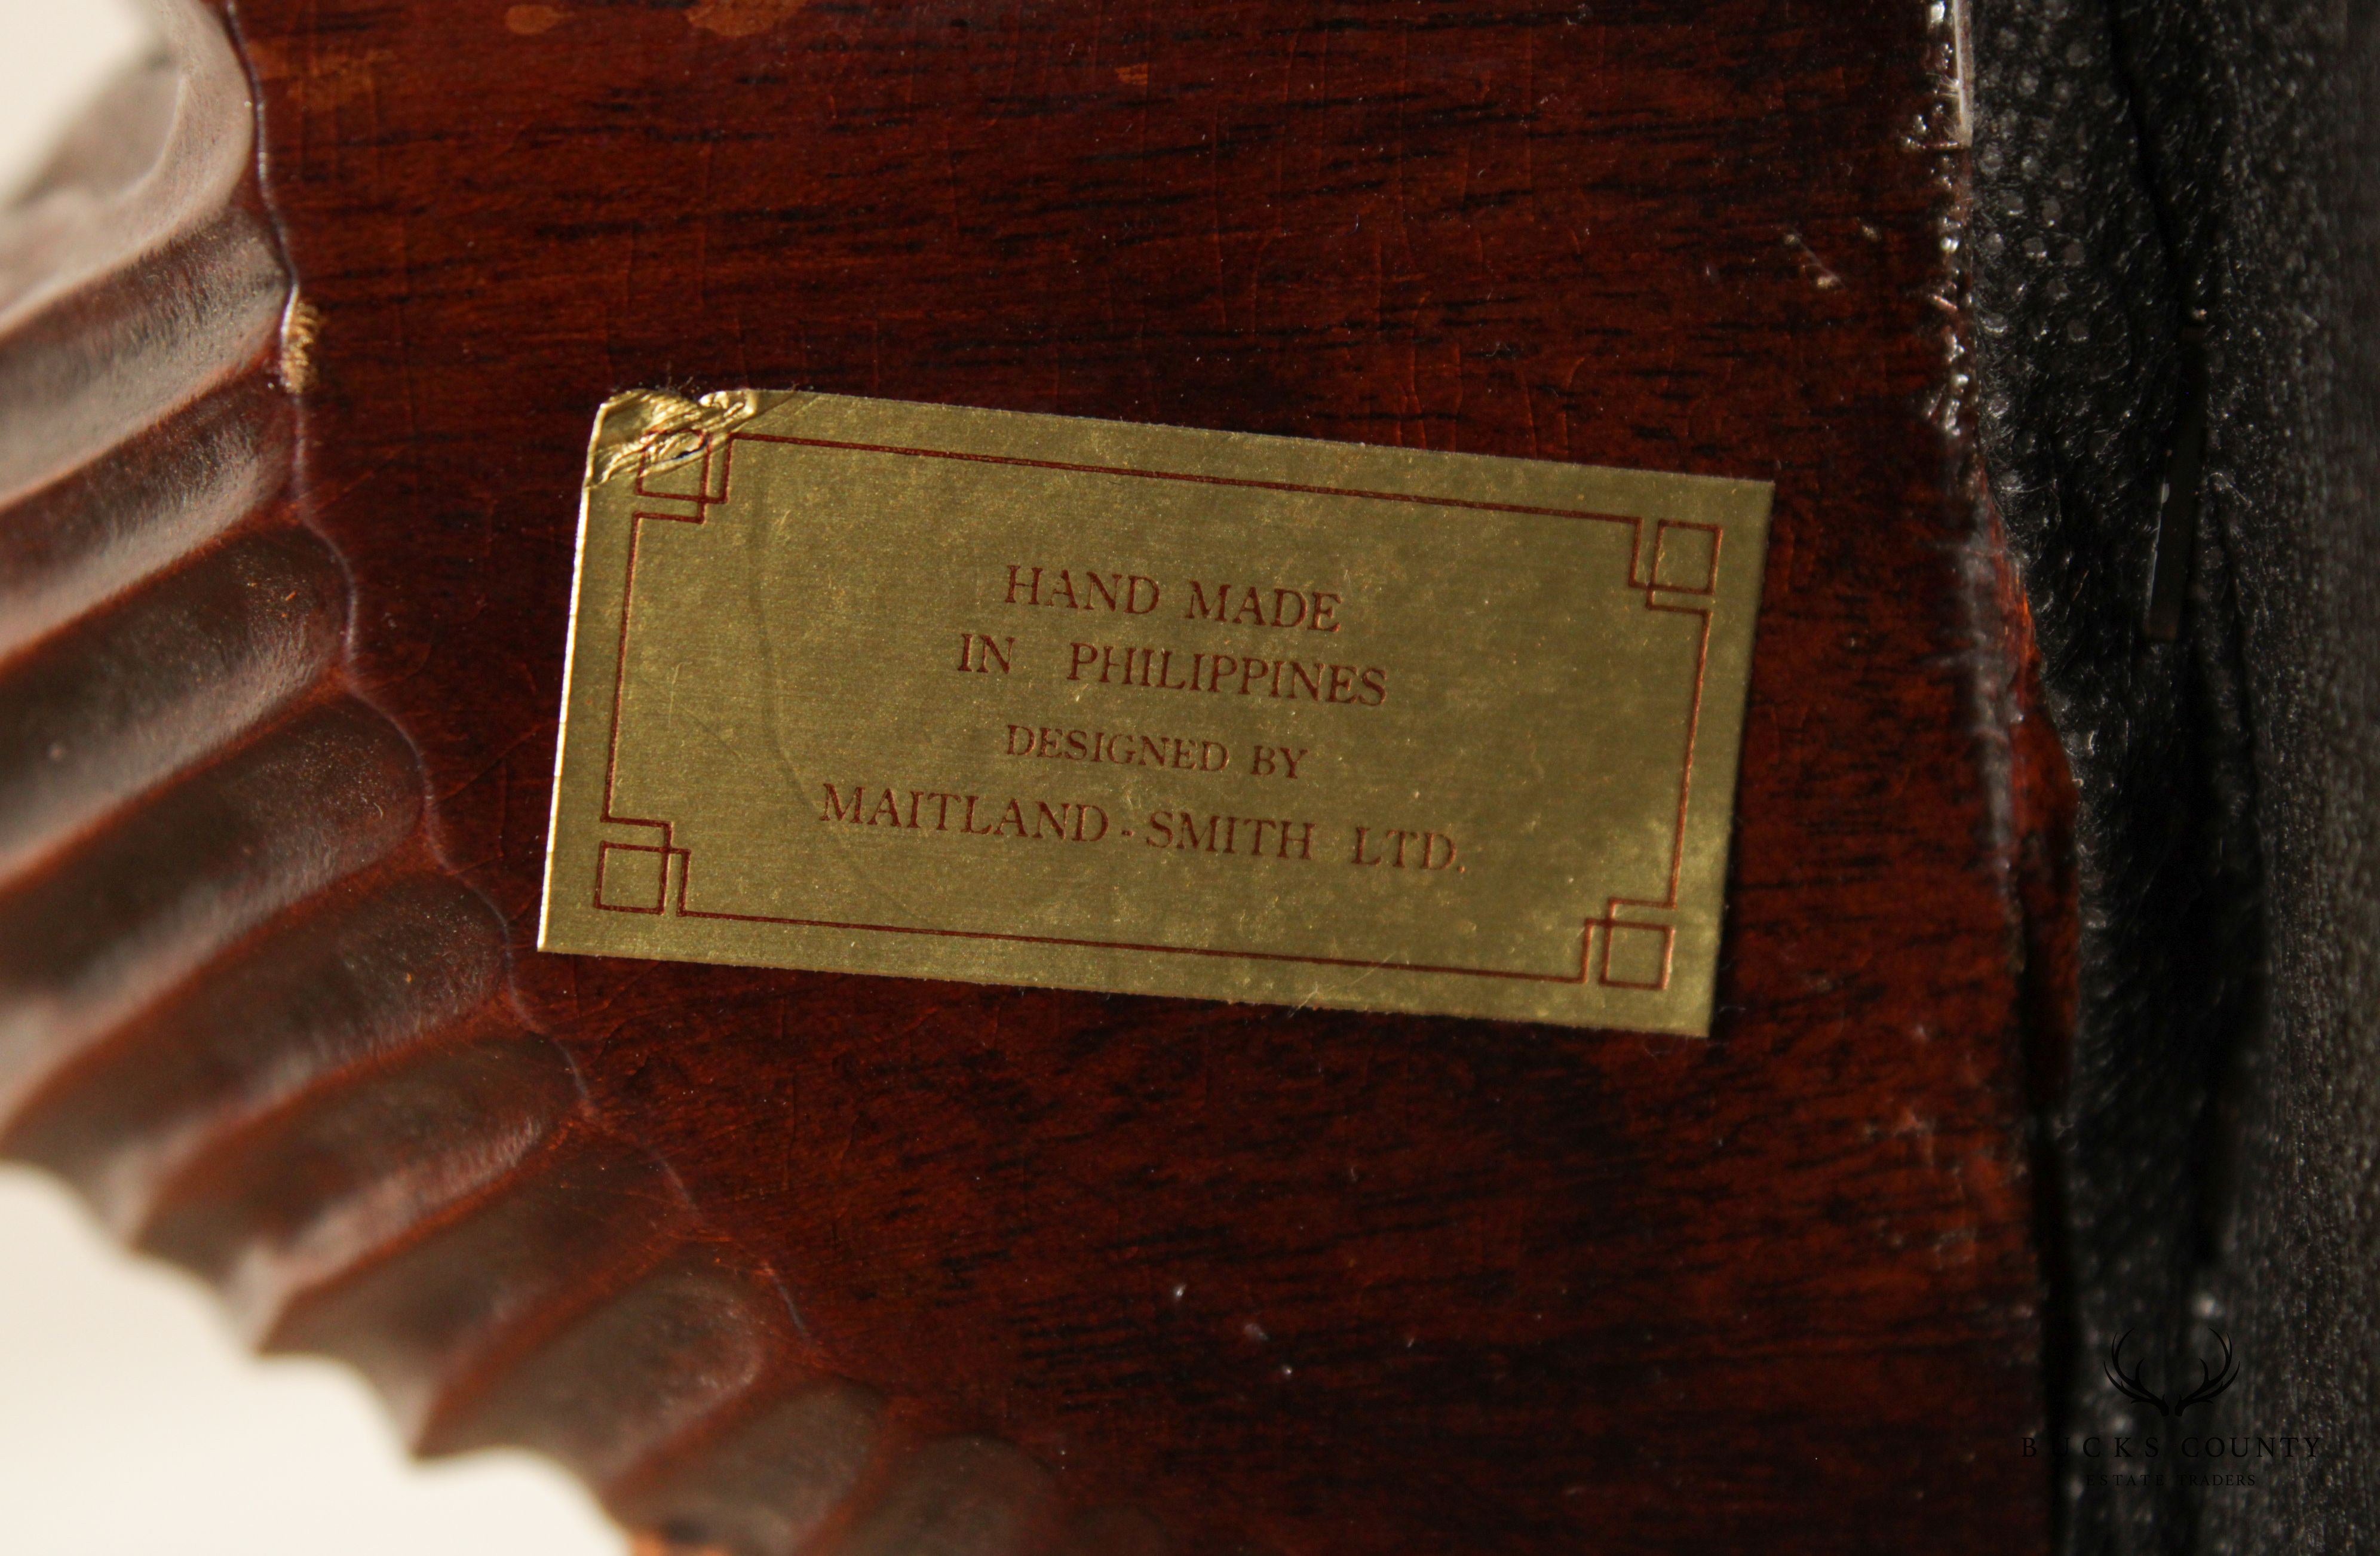 HAND MADE
IN PHILIPPINES
DESIGNED BY
MAITLAND-SMITH LTD.
BUCKS COUNTY
ESTATE TRADERS